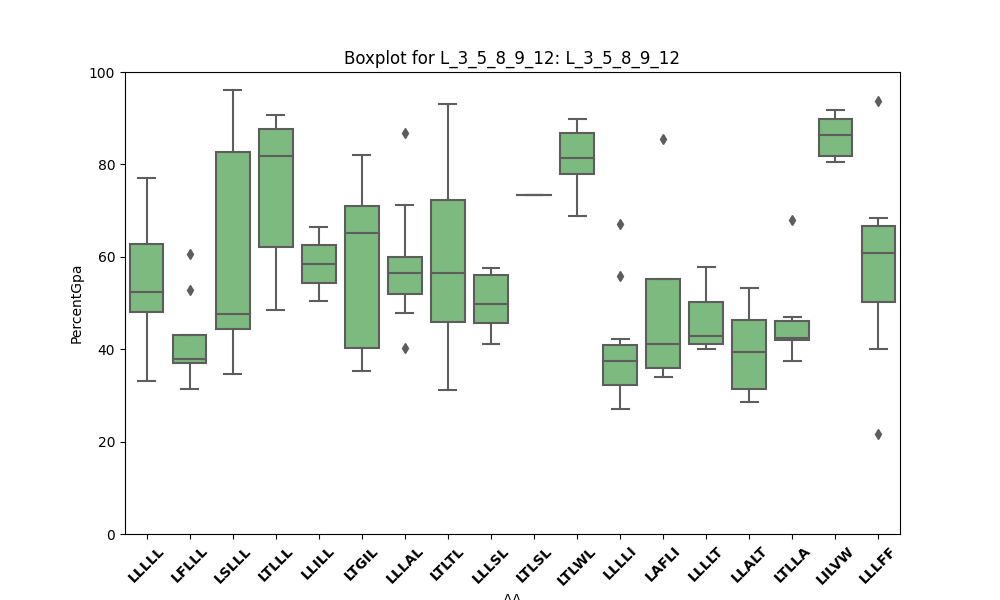 Boxplot for L_3_5_8_9_12: L_3_5_8_9_12
PercentGpa
100
80
60
40
20
0
LLLLL
LFLLL
LSLLL
LTLLL
LLILL
LTGIL
LLLAL
LTLTL
LLLSL
LTLSL
LTLWL
LLLLI
LAFLI
LLLLT
LLALT
LTLLA
LILVW
LLLFF
AA